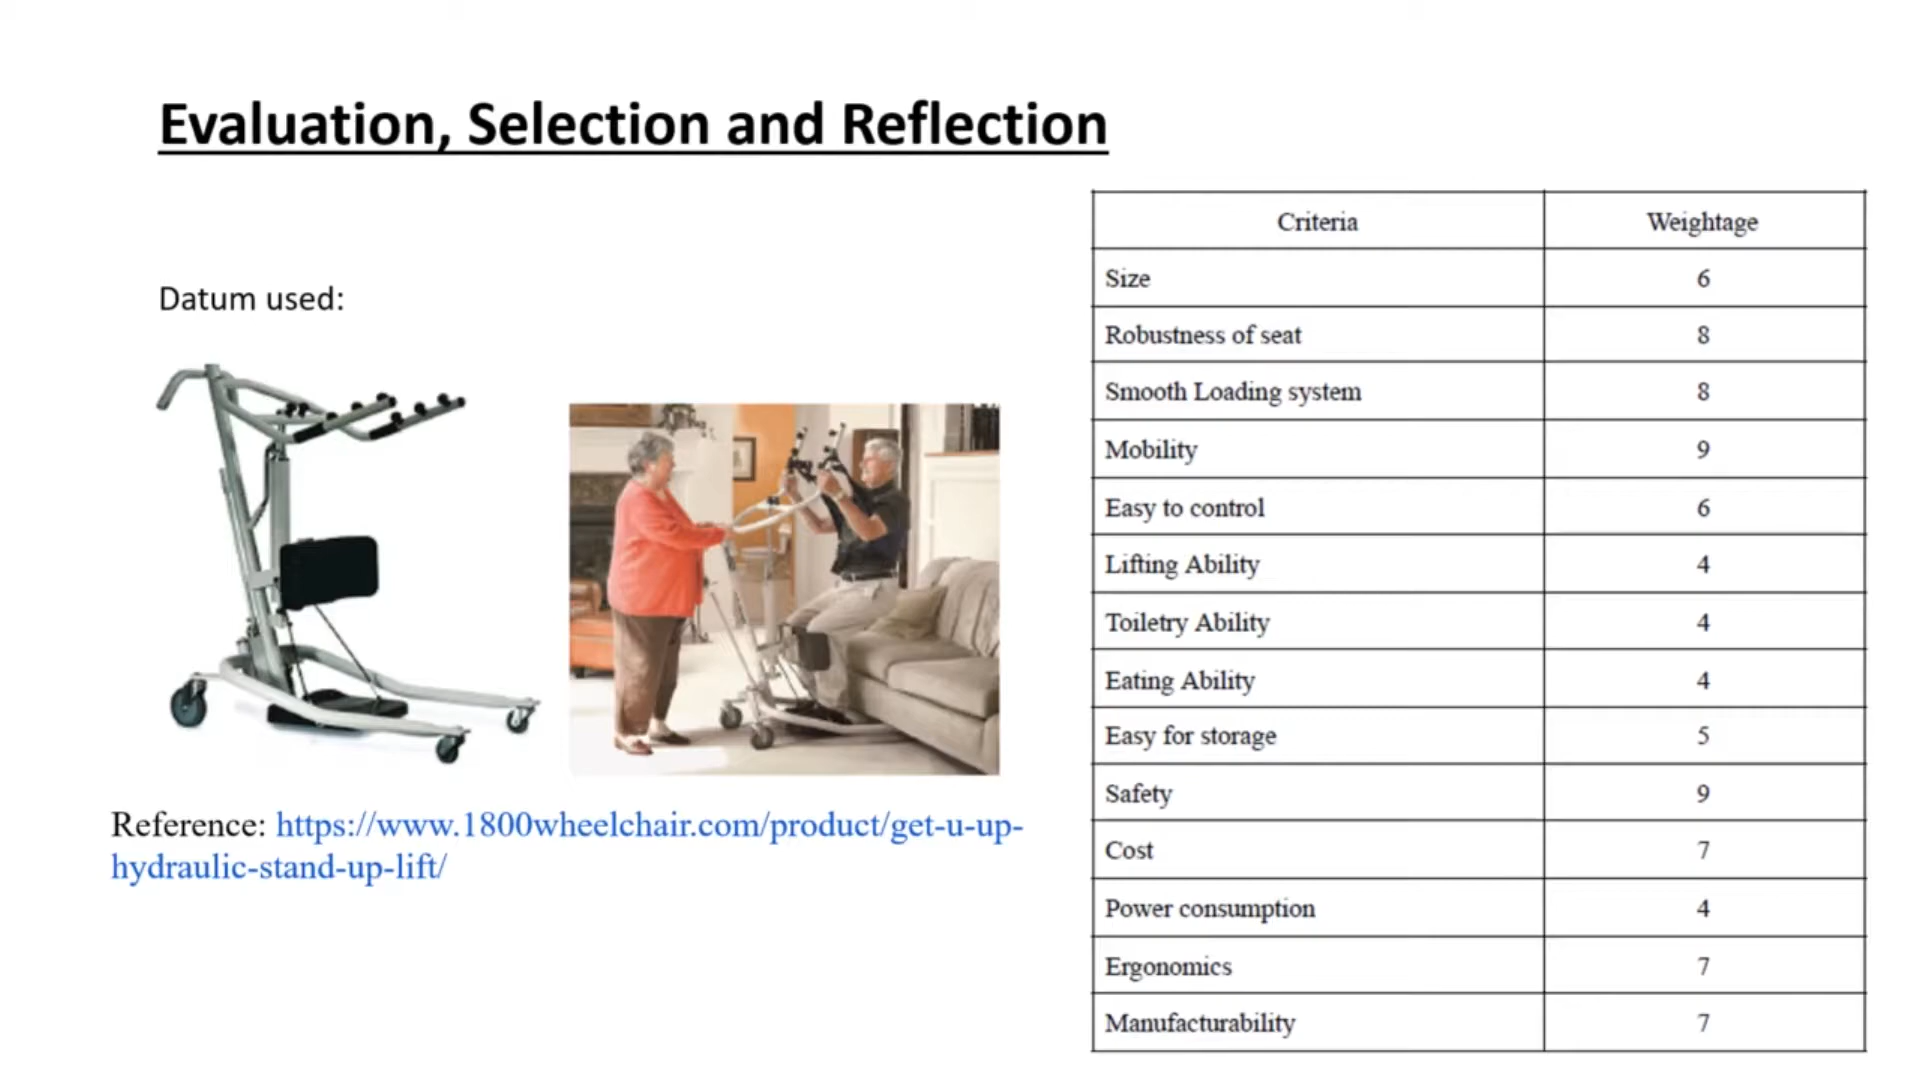 Evaluation, Selection and Reflection
Datum used:
Reference: https://www.1800wheelchair.com/product/get-u-up-
hydraulic-stand-up-lift/
Criteria Weightage
Size 6
Robustness of seat 8
Smooth Loading system 8
Mobility 9
Easy to control 6
Lifting Ability 4
Toiletry Ability 4
Eating Ability 4
Easy for storage 5
Safety 9
Cost 7
Power consumption 4
Ergonomics 7
Manufacturability 7